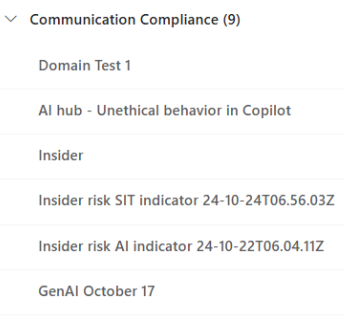 Communication Compliance (9)
Domain Test 1
AI hub - Unethical behavior in Copilot
Insider
Insider risk SIT indicator 24-10-24T06.56.03Z
Insider risk AI indicator 24-10-22T06.04.11Z
GenAI October 17